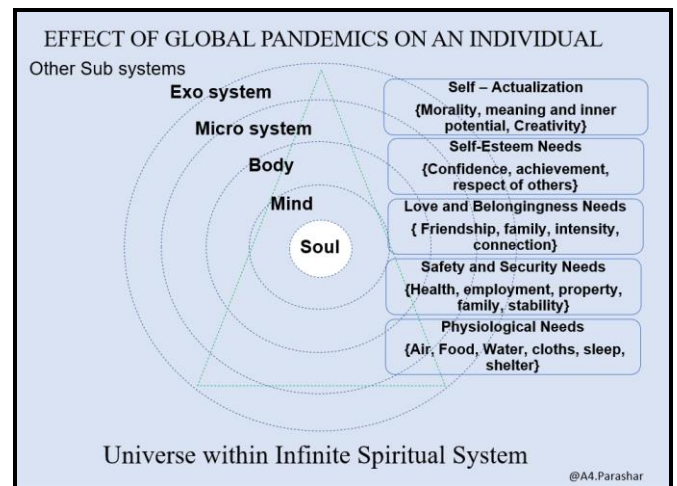 EFFECT OF GLOBAL PANDEMICS ON AN INDIVIDUAL
Other Sub systems
Exo system
Micro system
Body
Mind
Soul
Self – Actualization
{Morality, meaning and inner
potential, Creativity}
Self-Esteem Needs
{Confidence, achievement,
respect of others}
Love and Belongingness Needs
{ Friendship, family, intensity,
connection}
Safety and Security Needs
{Health, employment, property,
family, stability}
Physiological Needs
{Air, Food, Water, cloths, sleep,
shelter}
Universe within Infinite Spiritual System
@A4.Parashar